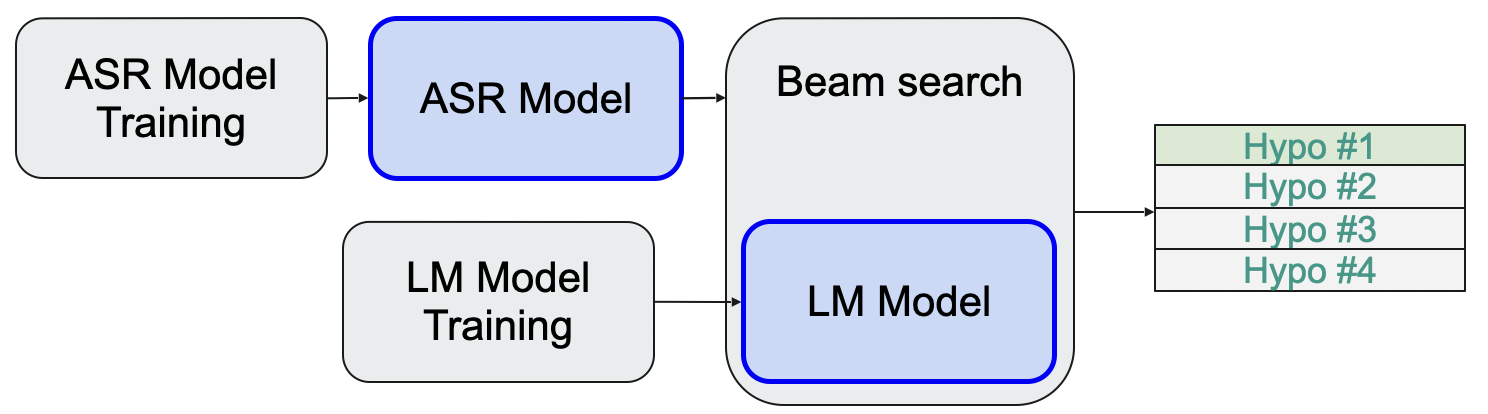 ASR Model
Training
ASR Model
Beam search
LM Model
Training
LM Model
Hypo #1
Hypo #2
Hypo #3
Hypo #4